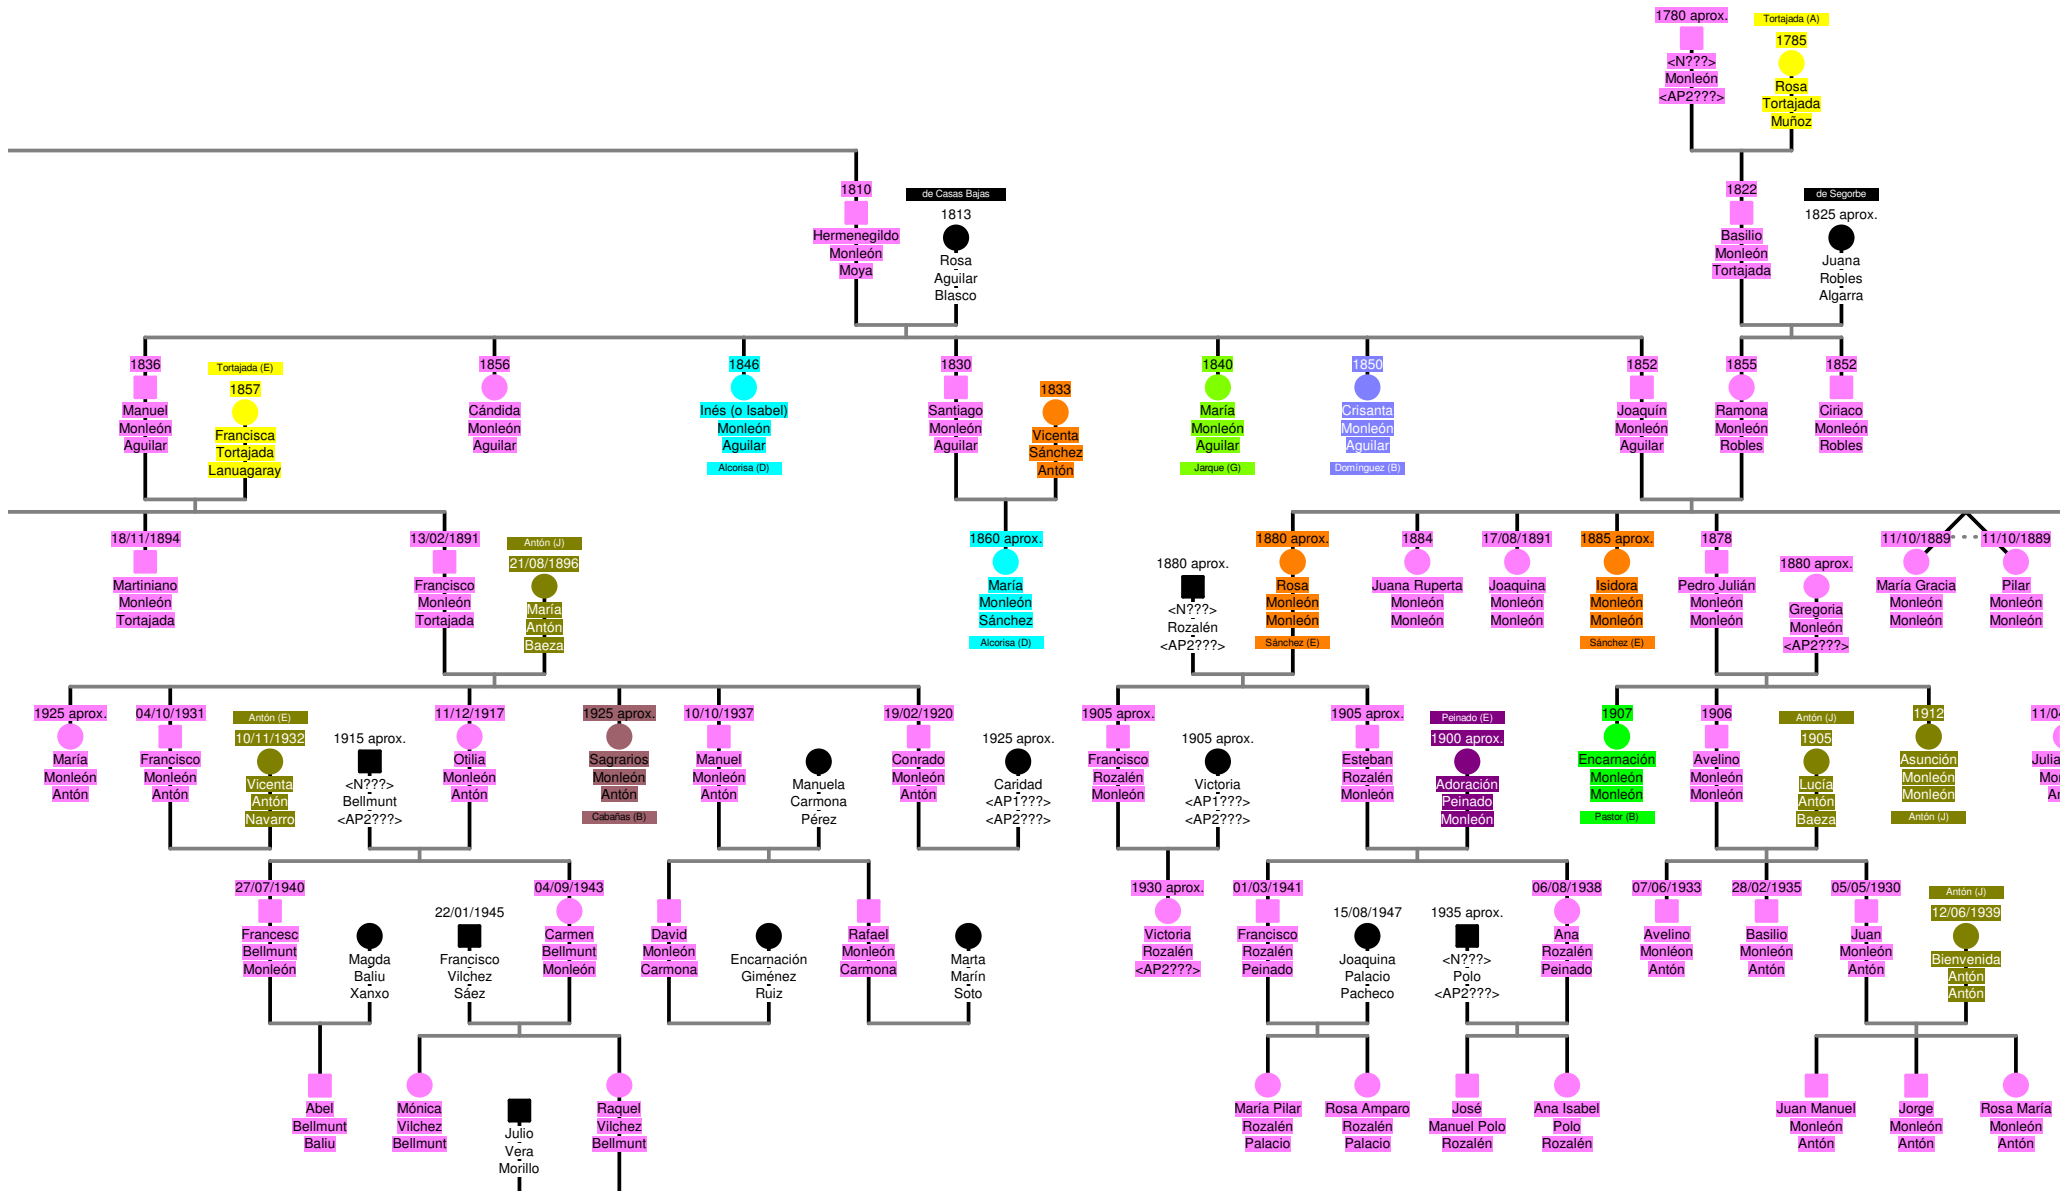 1780 aprox.
<N???>
Monleón
<AP2???>
Tortajada (A)
1785
Rosa
Tortajada
Muñoz
1810
Hermenegildo
Monleón
Moya
de Casas Bajas
1813
Rosa
Aguilar
Blasco
1822
Basilio
Monleón
Tortajada
de Segorbe
1825 aprox.
Juana
Robles
Algarra
1836
Manuel
Monleón
Aguilar
Tortajada (E)
1857
Francisca
Tortajada
Lanuagaray
1856
Cándida
Monleón
Aguilar
1846
Inés (o Isabel)
Monleón
Aguilar
Alcorisa (D)
1830
Santiago
Monleón
Aguilar
1833
Vicenta
Sánchez
Antón
1840
María
Monleón
Aguilar
Jarque (G)
1850
Crisanta
Monleón
Aguilar
Domínguez (B)
1852
Joaquín
Monleón
Aguilar
1855
Ramona
Monleón
Robles
1852
Ciriaco
Monleón
Robles
18/11/1894
Martiniano
Monleón
Tortajada
13/02/1891
Francisco
Monleón
Tortajada
Antón (J)
21/08/1896
María
Antón
Baeza
1860 aprox.
María
Monleón
Sánchez
Alcorisa (D)
1880 aprox.
<N???>
Rozalén
<AP2???>
1880 aprox.
Rosa
Monleón
Monleón
Sánchez (E)
1884
Juana Ruperta
Monleón
Monleón
17/08/1891
Joaquina
Monleón
Monleón
1885 aprox.
Isidora
Monleón
Monleón
Sánchez (E)
1878
Pedro Julián
Monleón
Monleón
1880 aprox.
Gregoria
Monleón
<AP2???>
11/10/1889
María Gracia
Monleón
Monleón
11/10/1889
Pilar
Monleón
Monleón
1925 aprox.
María
Monleón
Antón
04/10/1931
Francisco
Monleón
Antón
Antón (E)
10/11/1932
Vicenta
Antón
Navarro
1915 aprox.
<N???>
Bellmunt
<AP2???>
11/12/1917
Otilia
Monleón
Antón
1925 aprox.
Sagrarios
Monleón
Antón
Cabañas (B)
10/10/1937
Manuel
Monleón
Antón
Manuela
Carmona
Pérez
19/02/1920
Conrado
Monleón
Antón
1925 aprox.
Caridad
<AP1???>
<AP2???>
1905 aprox.
Francisco
Rozalén
Monleón
1905 aprox.
Victoria
<AP1???>
<AP2???>
1905 aprox.
Esteban
Rozalén
Monleón
Peinado (E)
1900 aprox.
Adoración
Peinado
Monleón
1907
Encarnación
Monleón
Monleón
Pastor (B)
1906
Avelino
Monleón
Monleón
Antón (J)
1905
Lucía
Antón
Baeza
1912
Asunción
Monleón
Monleón
Antón (J)
11/04
Julia
Mo
An
27/07/1940
Francesc
Bellmunt
Monleón
Magda
Baliu
Xanxo
22/01/1945
Francisco
Vilchez
Sáez
04/09/1943
Carmen
Bellmunt
Monleón
David
Monleón
Carmona
Encarnación
Giménez
Ruiz
Rafael
Monleón
Carmona
Marta
Marín
Soto
1930 aprox.
Victoria
Rozalén
<AP2???>
01/03/1941
Francisco
Rozalén
Peinado
15/08/1947
Joaquina
Palacio
Pacheco
1935 aprox.
<N???>
Polo
<AP2???>
06/08/1938
Ana
Rozalén
Peinado
07/06/1933
Avelino
Monleón
Antón
28/02/1935
Basilio
Monleón
Antón
05/05/1930
Juan
Monleón
Antón
Antón (J)
12/06/1939
Bienvenida
Antón
Antón
Abel
Bellmunt
Baliu
Mónica
Vilchez
Bellmunt
Julio
Vera
Morillo
Raquel
Vilchez
Bellmunt
María Pilar
Rozalén
Palacio
Rosa Amparo
Rozalén
Palacio
José
Manuel Polo
Rozalén
Ana Isabel
Polo
Rozalén
Juan Manuel
Monleón
Antón
Jorge
Monleón
Antón
Rosa María
Monleón
Antón